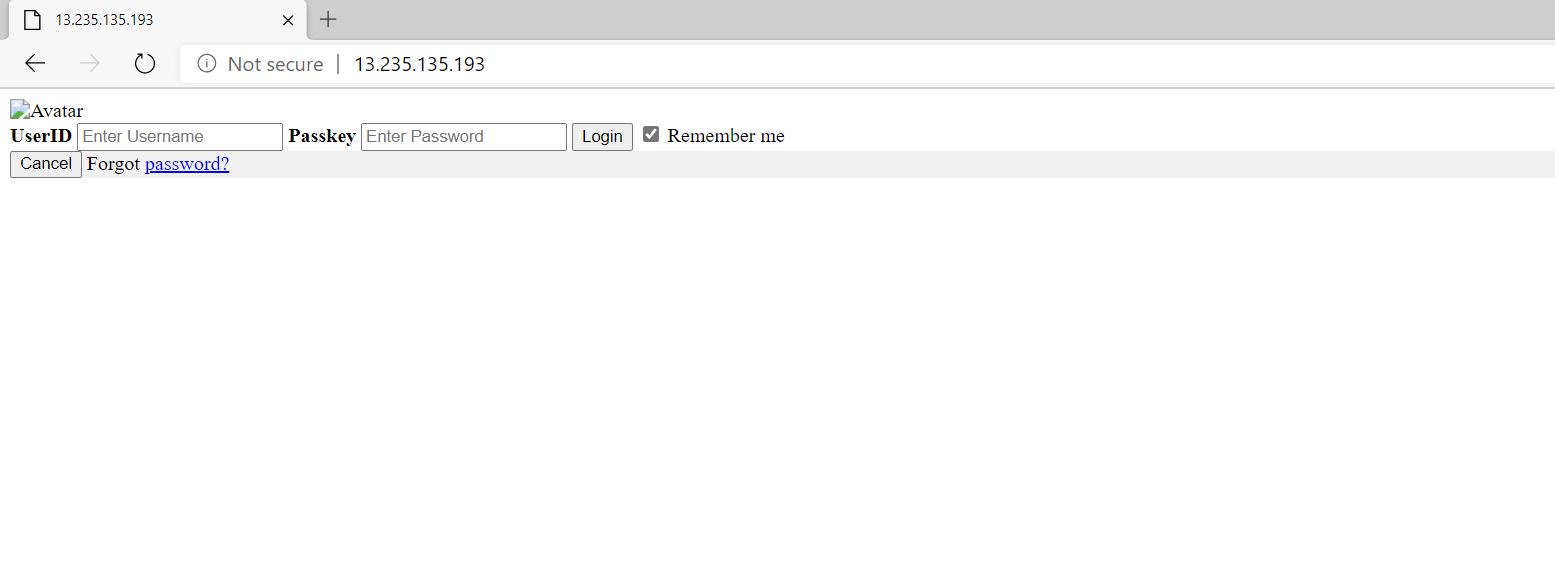 13.235.135.193
Not secure | 13.235.135.193
Avatar
UserID Enter Username Passkey Enter Password Login Remember me
Cancel Forgot password?